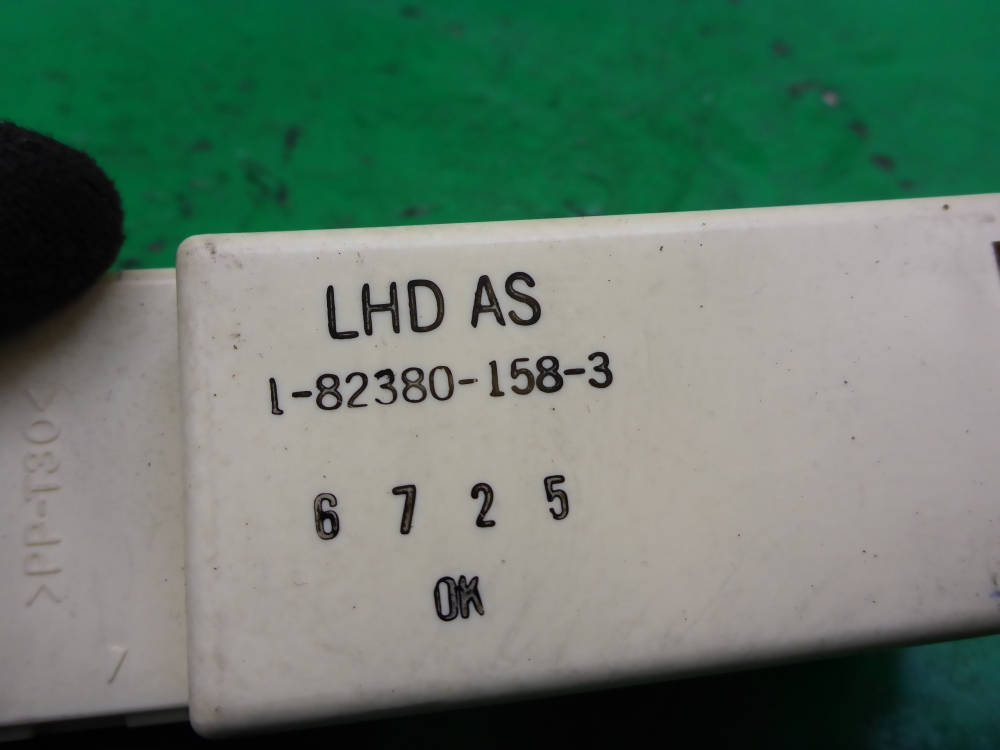 LHD AS
1-82380-158-3
6 7 2 5
OK
>PP-T30<